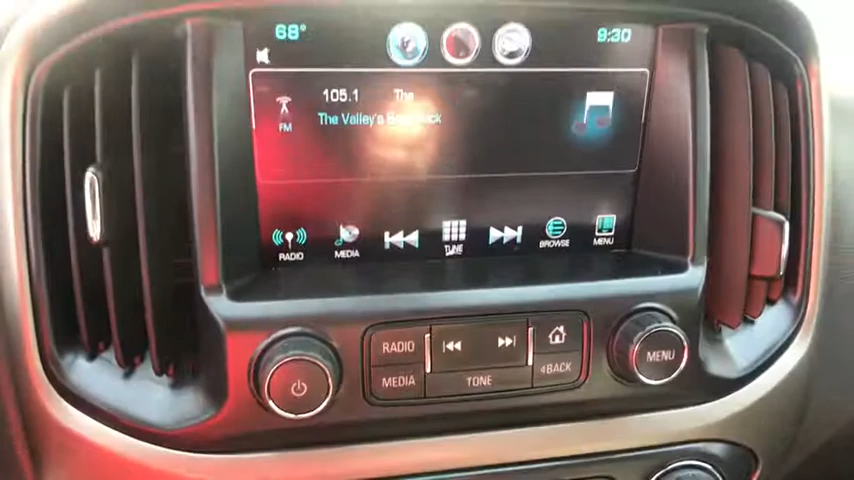 68°
9:30
105.1 The
FM
The Valley's
RADIO MEDIA TUNE BROWSE MENU
RADIO
MEDIA
TONE
BACK
MENU